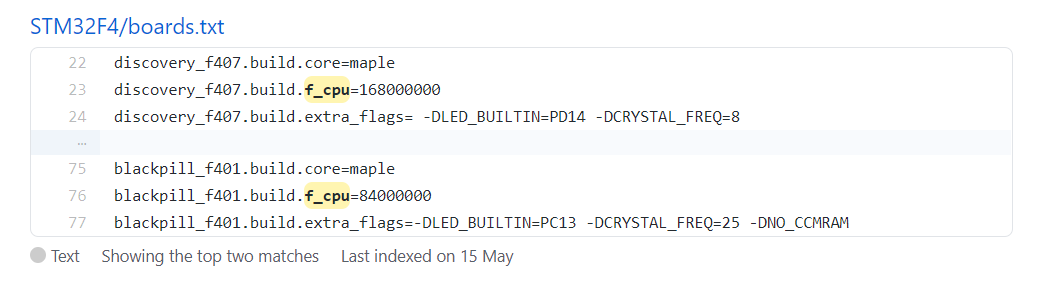 STM32F4/boards.txt
22 discovery_f407.build.core=maple
23 discovery_f407.build.f_cpu=168000000
24 discovery_f407.build.extra_flags= -DLED_BUILTIN=PD14 -DCRYSTAL_FREQ=8
…
75 blackpill_f401.build.core=maple
76 blackpill_f401.build.f_cpu=84000000
77 blackpill_f401.build.extra_flags=-DLED_BUILTIN=PC13 -DCRYSTAL_FREQ=25 -DNO_CCMRAM
Text Showing the top two matches Last indexed on 15 May